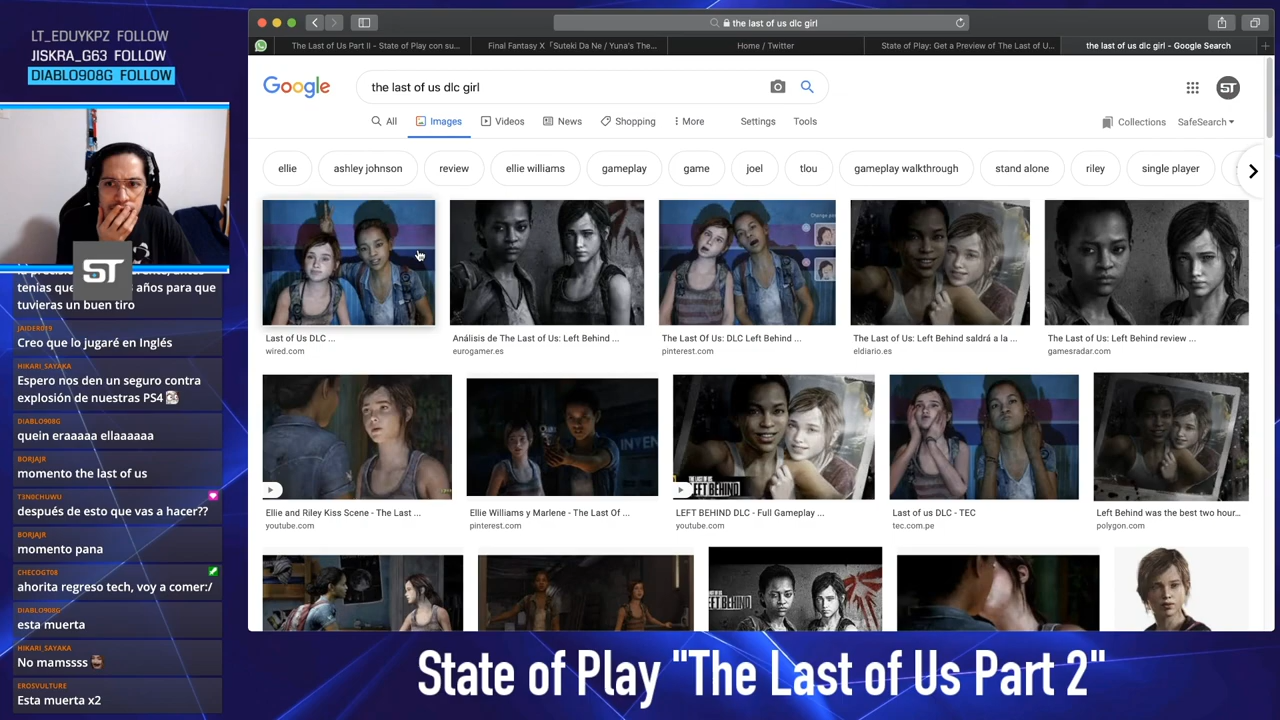 LT_EDUYKPZ FOLLOW
JISKRA_G63 FOLLOW
DIABLO908G FOLLOW
ST
tenias que
años para que
tuvieran un buen tiro
JAIDER019
Creo que lo jugaré en Inglés
HIKARI_SAYAKA
Espero nos den un seguro contra
explosión de nuestras PS4
DIABLO908G
quein eraaaaa ellaaaaaa
BORJAJR
momento the last of us
T3N0CHUWU
después de esto que vas a hacer??
BORJAJR
momento pana
CHECOGT08
ahorita regreso tech, voy a comer:/
DIABLO908G
esta muerta
HIKARI_SAYAKA
No mamssss
EROSVULTURE
Esta muerta x2
the last of us dlc girl
The Last of Us Part II - State of Play con su...
Final Fantasy X「Suteki Da Ne / Yuna's The...
Home / Twitter
State of Play: Get a Preview of The Last of U...
the last of us dlc girl - Google Search
Google
the last of us dlc girl
ST
All
Images
Videos
News
Shopping
More
Settings
Tools
Collections
SafeSearch
ellie
ashley johnson
review
ellie williams
gameplay
game
joel
tlou
gameplay walkthrough
stand alone
riley
single player
Last of Us DLC ...
wired.com
Análisis de The Last of Us: Left Behind ...
eurogamer.es
The Last Of Us: DLC Left Behind ...
pinterest.com
The Last of Us: Left Behind saldrá a la ...
eldiario.es
The Last of Us: Left Behind review ...
gamesradar.com
INVEN
LEFT BEHIND
Ellie and Riley Kiss Scene - The Last ...
youtube.com
Ellie Williams y Marlene - The Last Of ...
pinterest.com
LEFT BEHIND DLC - Full Gameplay ...
youtube.com
Last of us DLC - TEC
tec.com.pe
Left Behind was the best two hour...
polygon.com
LEFT BEHIND
State of Play "The Last of Us Part 2"